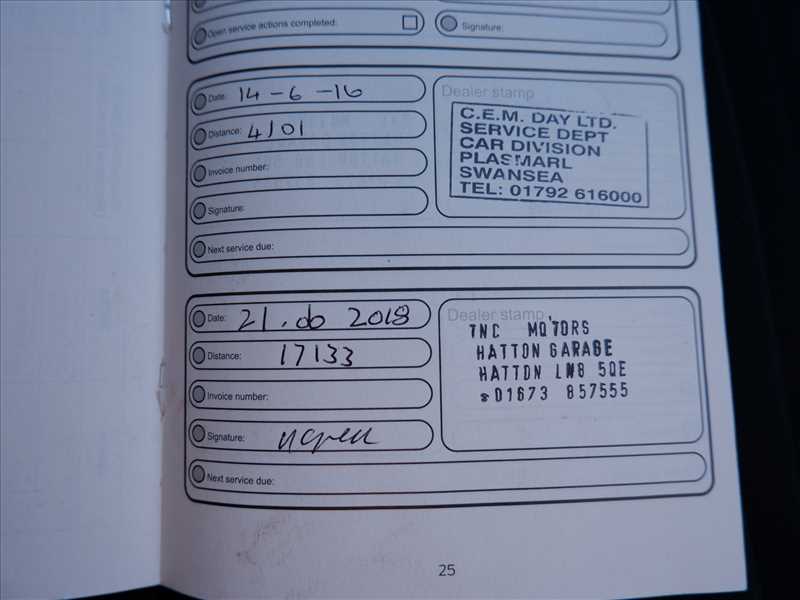 Open service actions completed:
Signature:
Date: 14-6-16
Distance: 4101
Invoice number:
Signature:
Next service due:
Dealer stamp
C.E.M. DAY LTD.
SERVICE DEPT
CAR DIVISION
PLASMARL
SWANSEA
TEL: 01792 616000
Date: 21.06 2018
Distance: 17133
Invoice number:
Signature:
Next service due:
Dealer stamp
TNC MOTORS
HATTON GARAGE
HATTON LN8 5QE
01673 857555
25